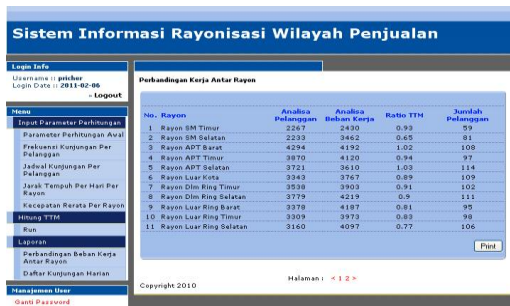 Sistem Informasi Rayonisasi Wilayah Penjualan
Login Info
Username :: pricher
Login Date :: 2011-02-06
- Logout
Menu
Input Parameter Perhitungan
Parameter Perhitungan Awal
Frekuensi Kunjungan Per Pelanggan
Jadwal Kunjungan Per Pelanggan
Jarak Tempuh Per Hari Per Rayon
Kecepatan Rerata Per Rayon
Hitung TTM
Run
Laporan
Perbandingan Beban Kerja Antar Rayon
Daftar Kunjungan Harian
Manajemen User
Ganti Password
Perbandingan Kerja Antar Rayon
No. Rayon Analisa Pelanggan Analisa Beban Kerja Ratio TTM Jumlah Pelanggan
1 Rayon SM Timur 2267 2430 0.93 59
2 Rayon SM Selatan 2233 3462 0.65 81
3 Rayon APT Barat 4294 4192 1.02 108
4 Rayon APT Timur 3870 4120 0.94 97
5 Rayon APT Selatan 3721 3610 1.03 114
6 Rayon Luar Kota 3343 3767 0.89 109
7 Rayon Dlm Ring Timur 3538 3903 0.91 102
8 Rayon Dlm Ring Selatan 3779 4219 0.9 111
9 Rayon Luar Ring Barat 3378 4187 0.81 95
10 Rayon Luar Ring Timur 3309 3973 0.83 98
11 Rayon Luar Ring Selatan 3160 4097 0.77 106
Print
Halaman : < 1 2 >
Copyright 2010